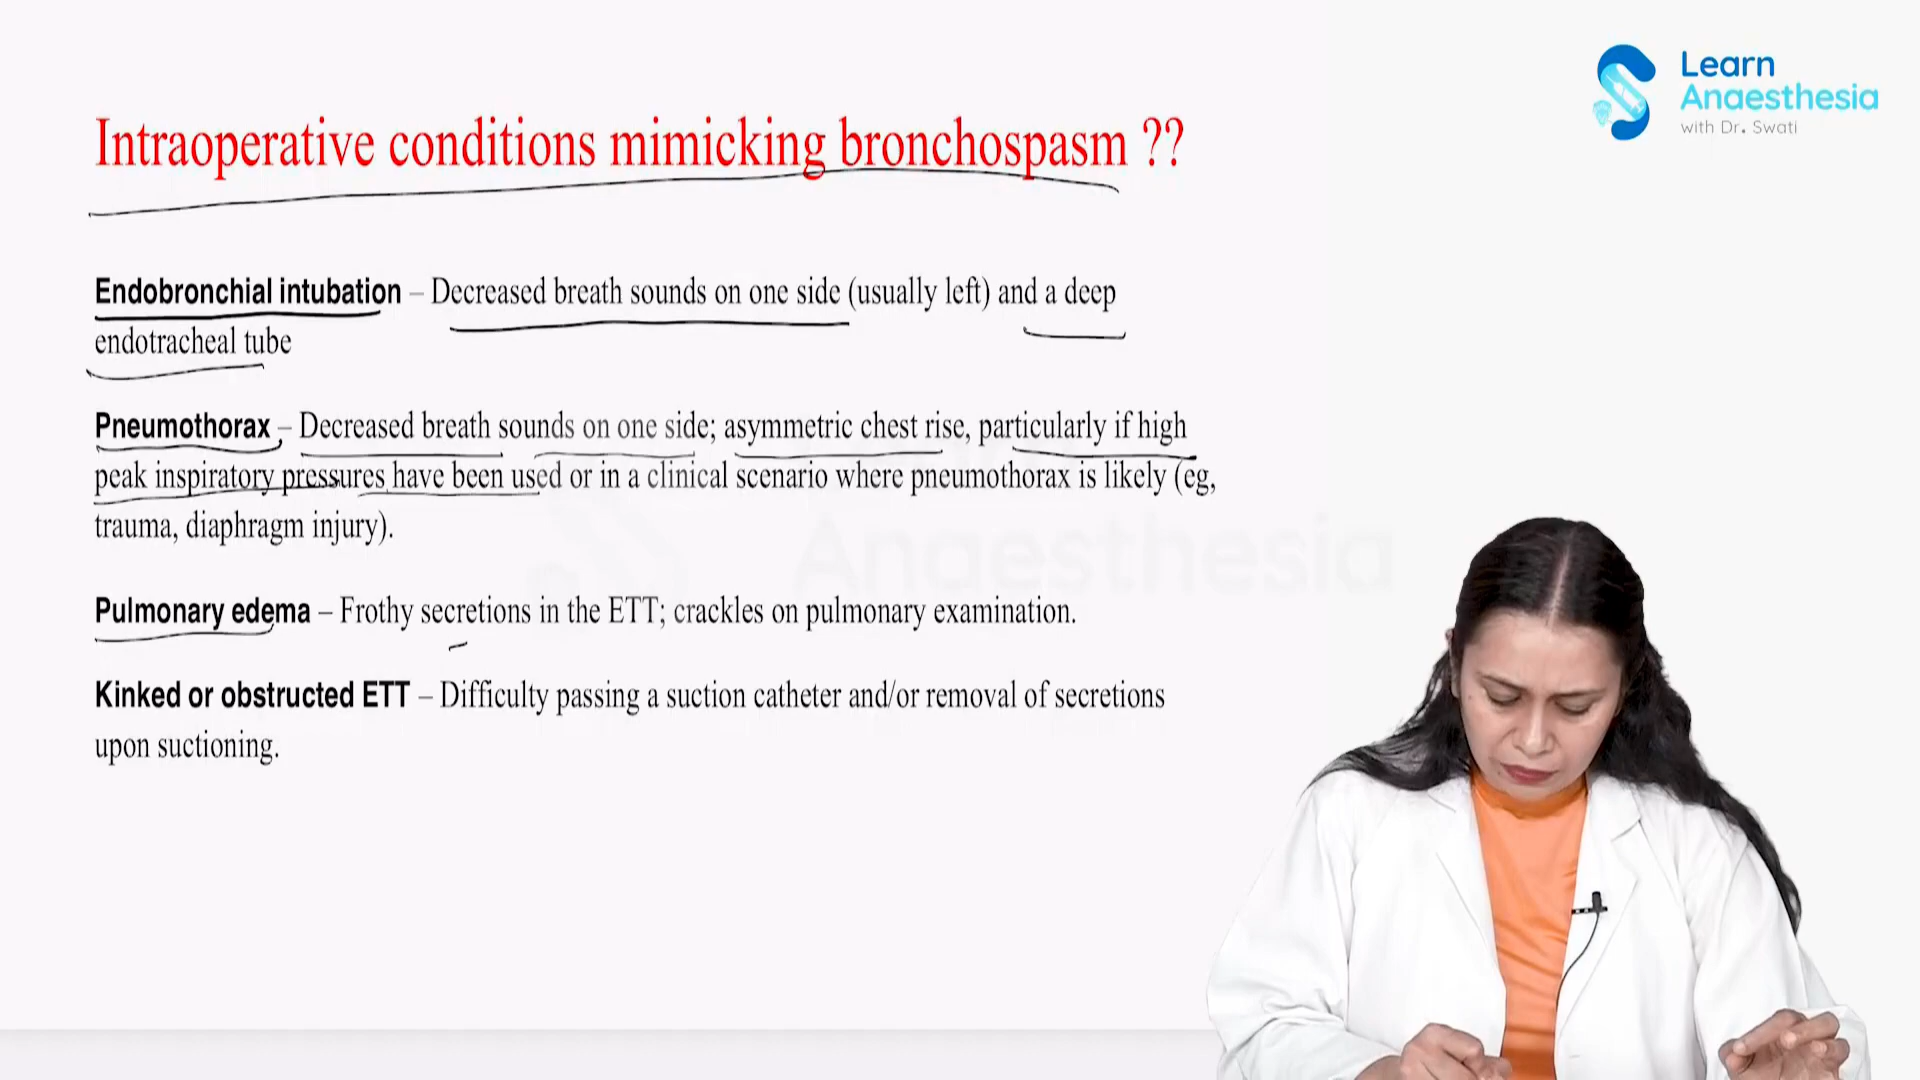 Learn
Anaesthesia
with Dr. Swati
Intraoperative conditions mimicking bronchospasm ??
Endobronchial intubation – Decreased breath sounds on one side (usually left) and a deep
endotracheal tube
Pneumothorax – Decreased breath sounds on one side; asymmetric chest rise, particularly if high
peak inspiratory pressures have been used or in a clinical scenario where pneumothorax is likely (eg,
trauma, diaphragm injury).
Anaesthesia
Pulmonary edema – Frothy secretions in the ETT; crackles on pulmonary examination.
Kinked or obstructed ETT – Difficulty passing a suction catheter and/or removal of secretions
upon suctioning.